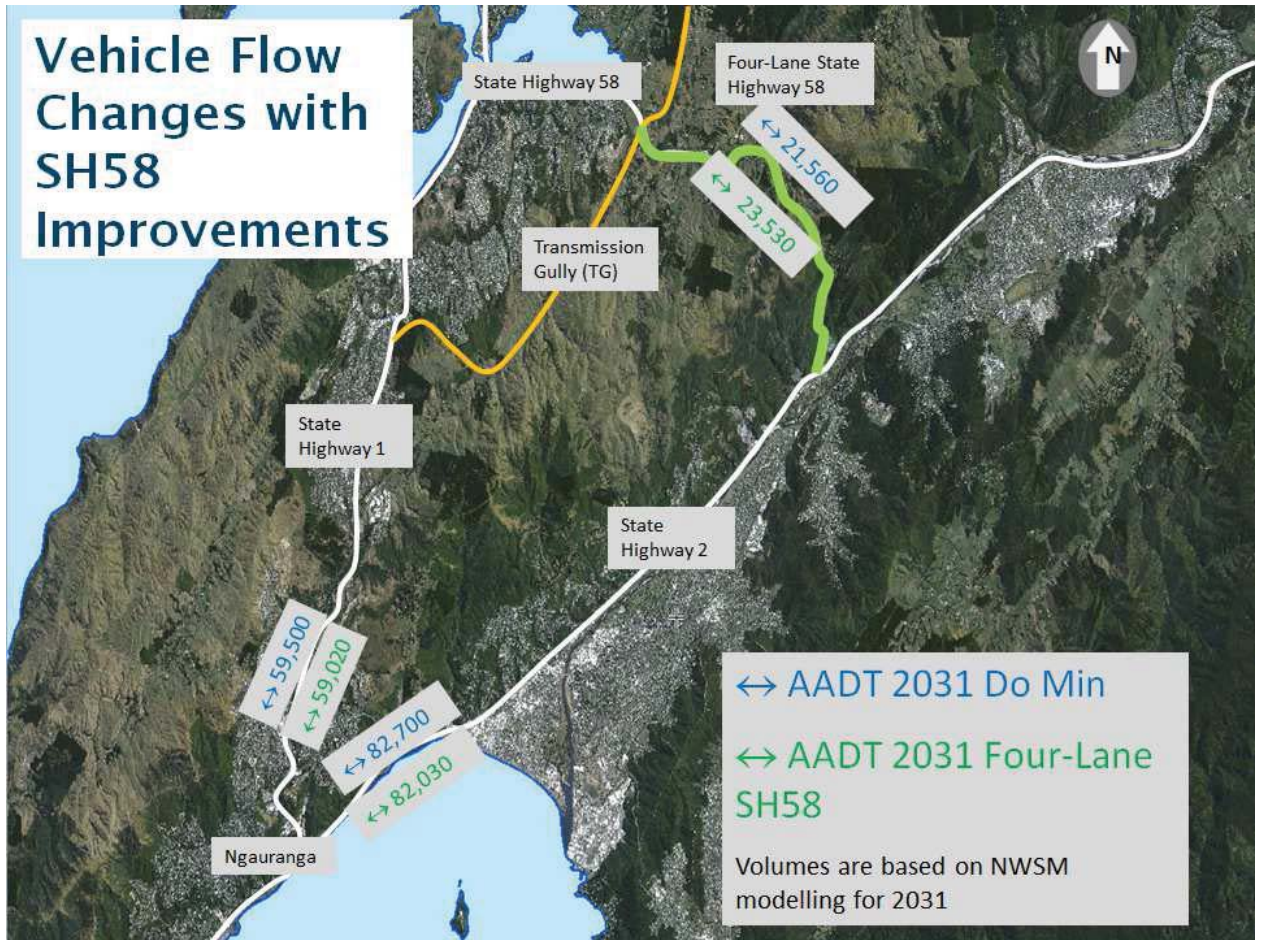 Vehicle Flow
Changes with
SH58
Improvements
N
State Highway 58
Four-Lane State
Highway 58
↔ 21,560
↔ 23,530
Transmission
Gully (TG)
State
Highway 1
State
Highway 2
↔ 59,500
↔ 59,020
↔ 82,700
↔ 82,030
Ngauranga
↔ AADT 2031 Do Min
↔ AADT 2031 Four-Lane
SH58
Volumes are based on NWSM
modelling for 2031